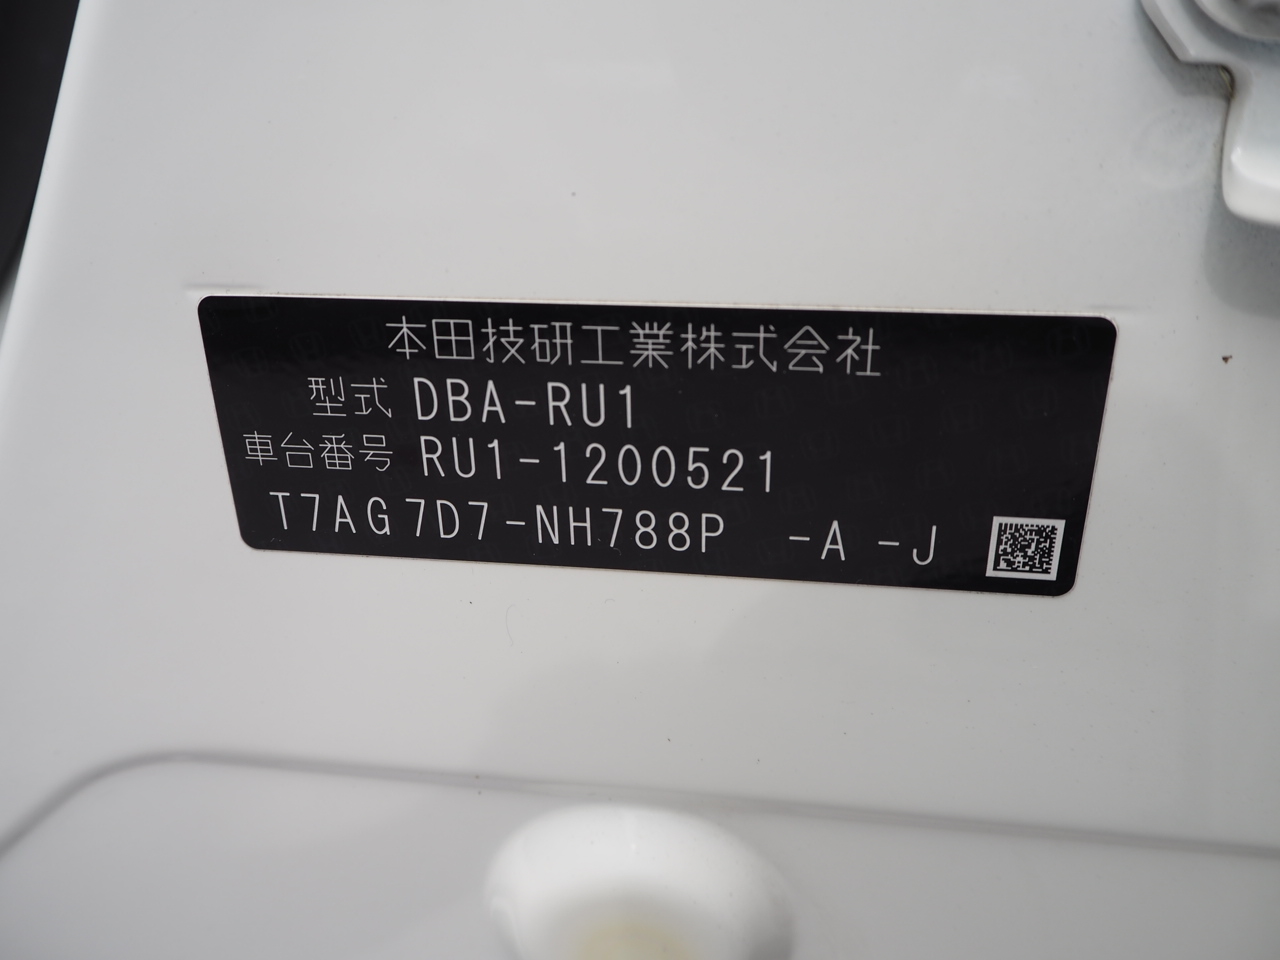 本田技研工業株式会社
型式 DBA-RU1
車台番号 RU1-1200521
T7AG7D7-NH788P -A -J